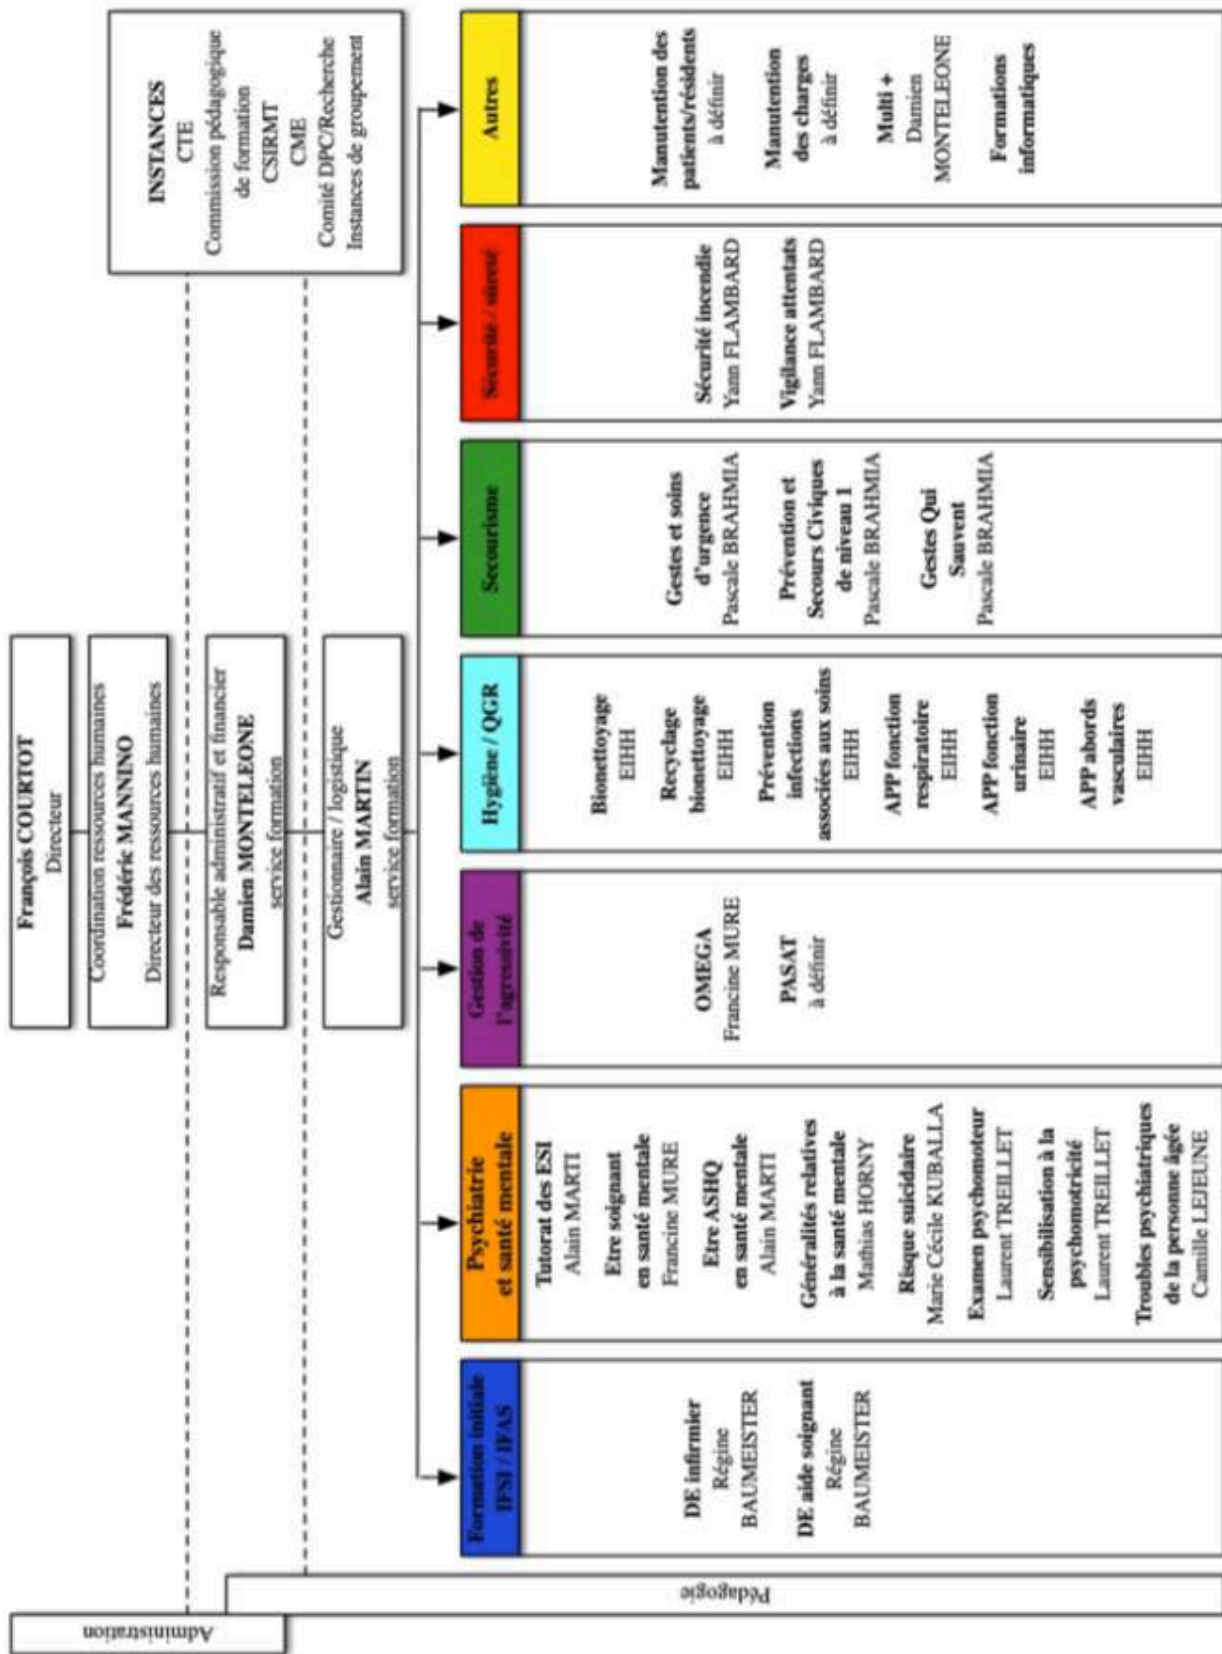 François COURTOT
Directeur
Coordination ressources humaines
Frédéric MANNINO
Directeur des ressources humaines
Responsable administratif et financier
Damien MONTELEONE
service formation
Gestionnaire / logistique
Alain MARTIN
service formation
INSTANCES
CTE
Commission pédagogique
de formation
CSIRMT
CME
Comité DPC/Recherche
Instances de groupement
Administration
Pédagogie
Formation initiale
IFSI / IFAS
DE infirmier
Régine
BAUMEISTER
DE aide soignant
Régine
BAUMEISTER
Psychiatrie
et santé mentale
Tutorat des ESI
Alain MARTI
Etre soignant
en santé mentale
Francine MURE
Etre ASHQ
en santé mentale
Alain MARTI
Généralités relatives
à la santé mentale
Mathias HORNY
Risque suicidaire
Marie Cécile KUBALLA
Examen psychomoteur
Laurent TREILLET
Sensibilisation à la
psychomotricité
Laurent TREILLET
Troubles psychiatriques
de la personne âgée
Camille LEJEUNE
Gestion de
l'agressivité
OMEGA
Francine MURE
PASAT
à définir
Hygiène / QGR
Bionettoyage
EIHH
Recyclage
bionettoyage
EIHH
Prévention
infections
associées aux soins
EIHH
APP fonction
respiratoire
EIHH
APP fonction
urinaire
EIHH
APP abords
vasculaires
EIHH
Secourisme
Gestes et soins
d'urgence
Pascale BRAHMIA
Prévention et
Secours Civiques
de niveau 1
Pascale BRAHMIA
Gestes Qui
Sauvent
Pascale BRAHMIA
Sécurité / sûreté
Sécurité incendie
Yann FLAMBARD
Vigilance attentats
Yann FLAMBARD
Autres
Manutention des
patients/résidents
à définir
Manutention
des charges
à définir
Multi +
Damien
MONTELEONE
Formations
informatiques